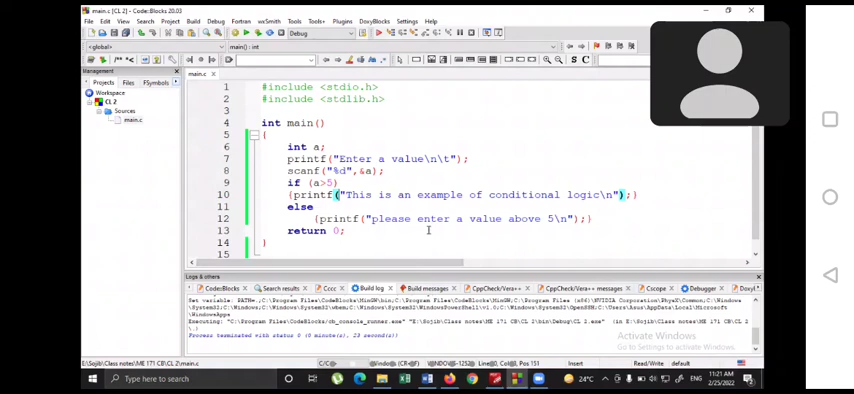 main.c [CL 2] - Code::Blocks
File Edit View Search Project Build Debug Fortran wxSmith Tools Tools+ Plugins DoxyBlocks Settings Help
Debug
<global> main() : int
Management main.c
Projects Files FSymbols
Workspace
CL 2
Sources
main.c
1 #include <stdio.h>
2 #include <stdlib.h>
3
4 int main()
5 {
6 int a;
7 printf("Enter a value\n\t");
8 scanf("%d",&a);
9 if (a>5)
10 {printf("This is an example of conditional logic\n");}
11 else
12 {printf("please enter a value above 5\n");}
13 return 0;
14 }
15
Logs & others
Code::Blocks Search results Cccc Build log Build messages CppCheck/Vera++ CppCheck/Vera++ messages Cscope Debugger
Set variable: PATH=.;C:\Program Files\CodeBlocks\MinGW\bin;C:\Program Files\CodeBlocks\MinGW;C:\Program Files (x86)\NVIDIA Corporation\PhysX\Common;C:\Windows
\System32;C:\Windows;C:\Windows\System32\wbem;C:\Windows\System32\WindowsPowerShell\v1.0;C:\Windows\System32\OpenSSH;C:\Users\Asus\AppData\Local\Microsoft
\WindowsApps
Executing: "C:\Program Files\CodeBlocks/cb_console_runner.exe" "E:\Sojib\Class notes\ME 171 CB\CL 2\bin\Debug\CL 2.exe" (in E:\Sojib\Class notes\ME 171 CB\CL 2
\.)
Process terminated with status 0 (0 minute(s), 23 second(s))
Activate Windows
Go to Settings to activate Windows.
E:\Sojib\Class notes\ME 171 CB\CL 2\main.c C/C++ Windows (CR+LF) WINDOWS-1252 Line 10, Col 15, Pos 151 Insert Read/Write default
Type here to search 24°C 11:21 AM
2/25/2022